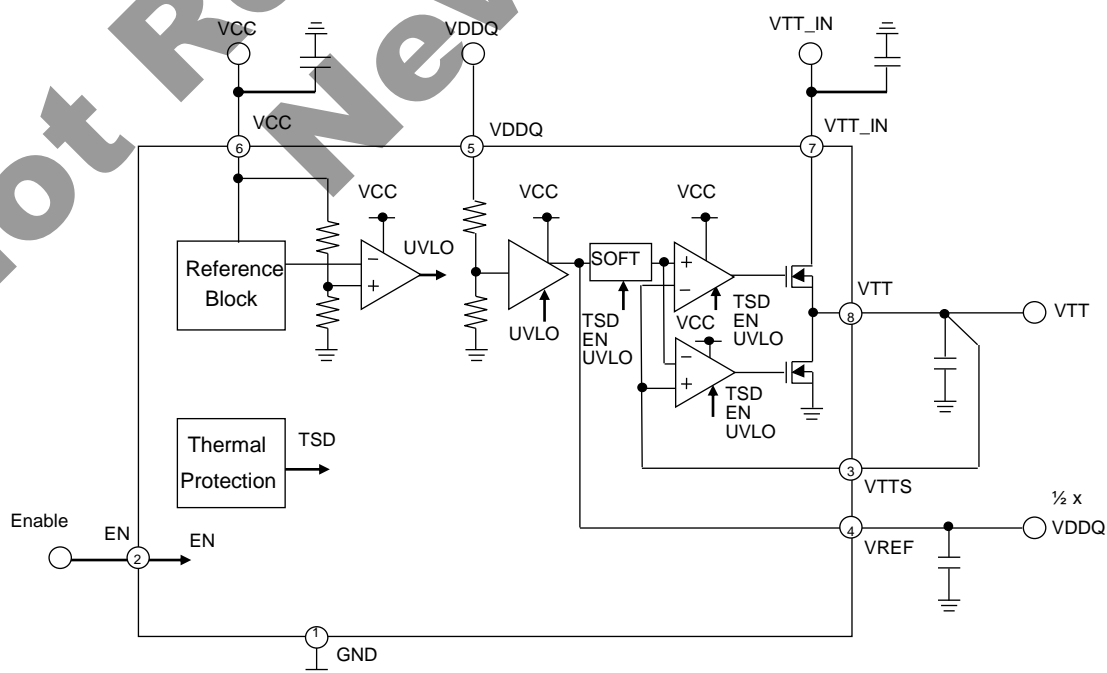 VCC
VDDQ
VTT_IN
VCC
VDDQ
VTT_IN
6
5
7
VCC
VCC
VCC
UVLO
Reference
Block
−
+
SOFT
+
−
UVLO
TSD
EN
UVLO
TSD
EN
UVLO
VCC
−
+
TSD
EN
UVLO
VTT
8
VTT
Thermal
Protection
TSD
3
VTTS
½ x
VDDQ
4
VREF
Enable
EN
2
EN
1
GND